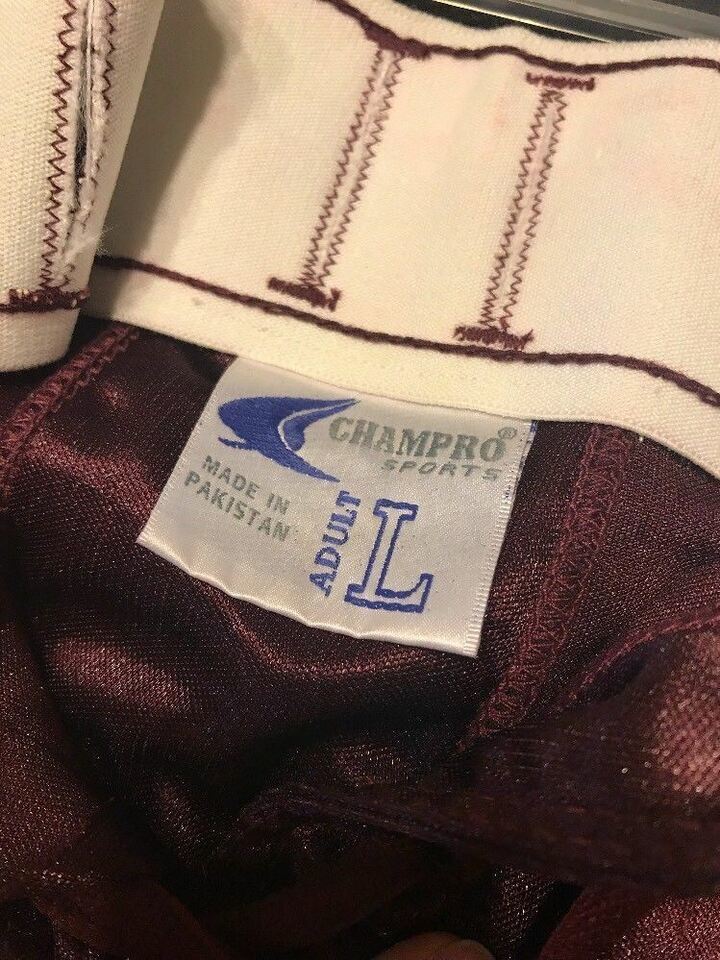 CHAMPRO®
SPORTS
MADE IN
PAKISTAN
ADULT
L